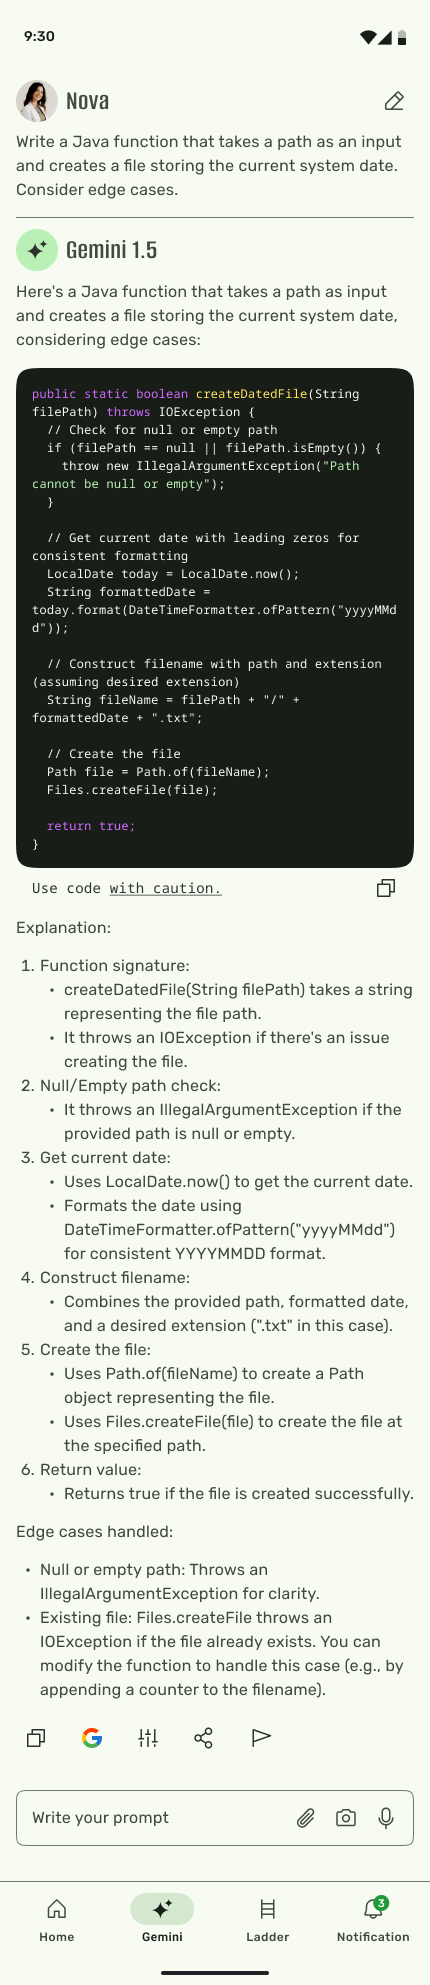 9:30
Nova
Write a Java function that takes a path as an input
and creates a file storing the current system date.
Consider edge cases.
Gemini 1.5
Here's a Java function that takes a path as input
and creates a file storing the current system date,
considering edge cases:
public static boolean createDatedFile(String
filePath) throws IOException {
// Check for null or empty path
if (filePath == null || filePath.isEmpty()) {
throw new IllegalArgumentException("Path
cannot be null or empty");
}
// Get current date with leading zeros for
consistent formatting
LocalDate today = LocalDate.now();
String formattedDate =
today.format(DateTimeFormatter.ofPattern("yyyyMMd
d"));
// Construct filename with path and extension
(assuming desired extension)
String fileName = filePath + "/" +
formattedDate + ".txt";
// Create the file
Path file = Path.of(fileName);
Files.createFile(file);
return true;
}
Use code with caution.
Explanation:
1. Function signature:
• createDatedFile(String filePath) takes a string
representing the file path.
• It throws an IOException if there's an issue
creating the file.
2. Null/Empty path check:
• It throws an IllegalArgumentException if the
provided path is null or empty.
3. Get current date:
• Uses LocalDate.now() to get the current date.
• Formats the date using
DateTimeFormatter.ofPattern("yyyyMMdd")
for consistent YYYYMMDD format.
4. Construct filename:
• Combines the provided path, formatted date,
and a desired extension (".txt" in this case).
5. Create the file:
• Uses Path.of(fileName) to create a Path
object representing the file.
• Uses Files.createFile(file) to create the file at
the specified path.
6. Return value:
• Returns true if the file is created successfully.
Edge cases handled:
• Null or empty path: Throws an
IllegalArgumentException for clarity.
• Existing file: Files.createFile throws an
IOException if the file already exists. You can
modify the function to handle this case (e.g., by
appending a counter to the filename).
Write your prompt
3
Home Gemini Ladder Notification